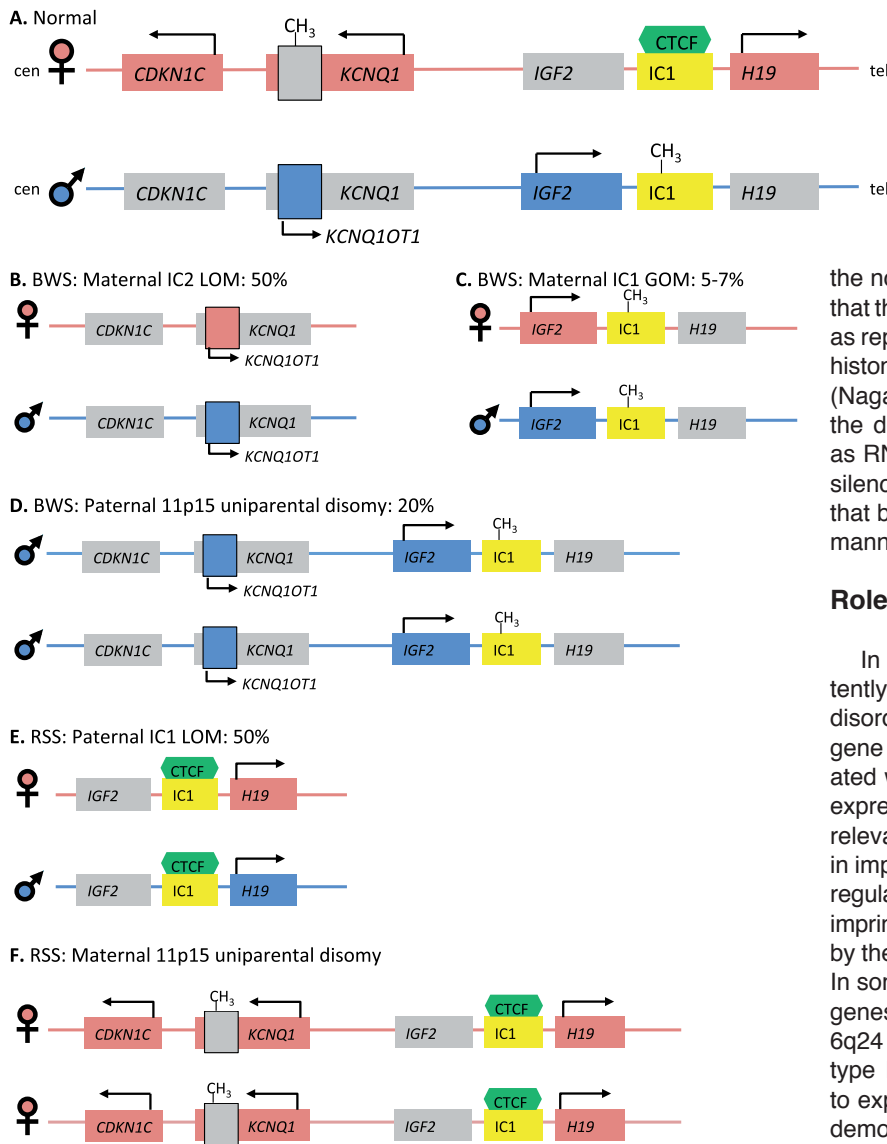 A. Normal
CH3
CTCF
cen CDKN1C KCNQ1 IGF2 IC1 H19 tel
CH3
cen CDKN1C KCNQ1 IGF2 IC1 H19 tel
KCNQ1OT1
B. BWS: Maternal IC2 LOM: 50%
CDKN1C KCNQ1
KCNQ1OT1
CDKN1C KCNQ1
KCNQ1OT1
C. BWS: Maternal IC1 GOM: 5-7%
CH3
IGF2 IC1 H19
CH3
IGF2 IC1 H19
D. BWS: Paternal 11p15 uniparental disomy: 20%
CH3
CDKN1C KCNQ1 IGF2 IC1 H19
KCNQ1OT1
CH3
CDKN1C KCNQ1 IGF2 IC1 H19
KCNQ1OT1
E. RSS: Paternal IC1 LOM: 50%
CTCF
IGF2 IC1 H19
CTCF
IGF2 IC1 H19
F. RSS: Maternal 11p15 uniparental disomy
CH3 CTCF
CDKN1C KCNQ1 IGF2 IC1 H19
CH3 CTCF
CDKN1C KCNQ1 IGF2 IC1 H19
the no
that th
as rep
histor
(Naga
the d
as RN
silenc
that b
mann
Role
In
tently
disord
gene
ated w
expre
releva
in imp
regula
imprin
by the
In sor
genes
6q24
type
to exp
demo